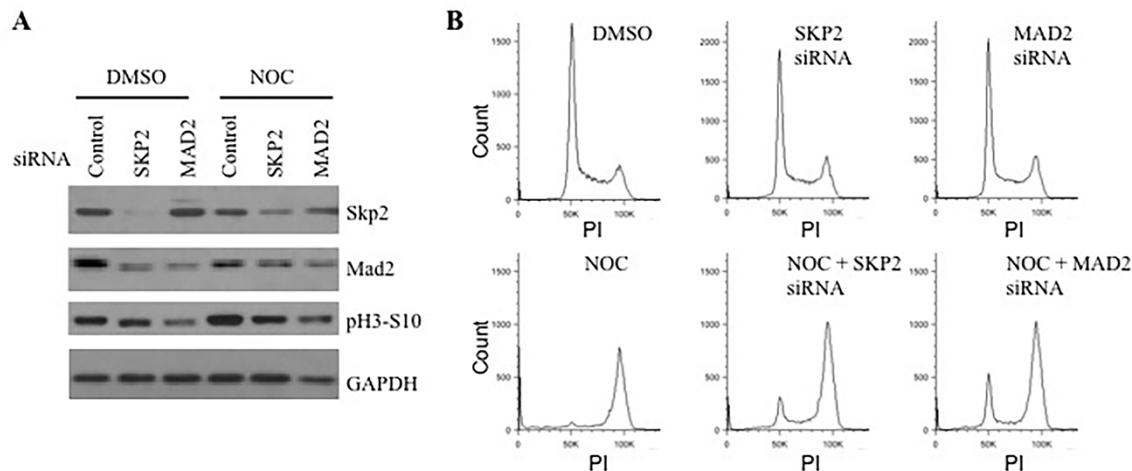 A
DMSO NOC
siRNA Control SKP2 MAD2 Control SKP2 MAD2
Skp2
Mad2
pH3-S10
GAPDH
B
DMSO
Count
1500
1000
500
0
0 50K 100K
PI
SKP2
siRNA
2000
1500
1000
500
0
0 50K 100K
PI
MAD2
siRNA
2000
1500
1000
500
0
0 50K 100K
PI
NOC
Count
1500
1000
500
0
0 50K 100K
PI
NOC + SKP2
siRNA
1500
1000
500
0
0 50K 100K
PI
NOC + MAD2
siRNA
1500
1000
500
0
0 50K 100K
PI